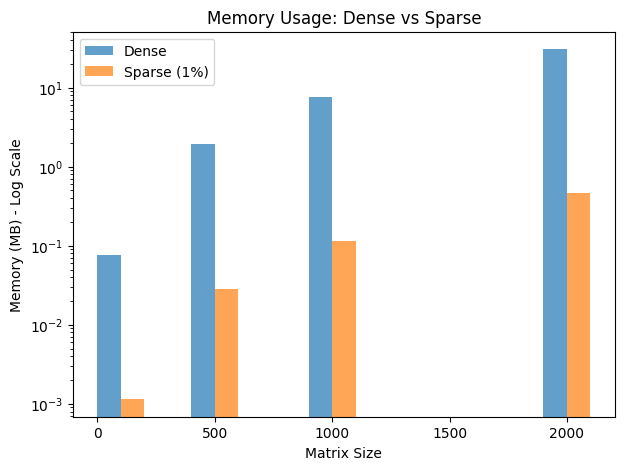 Memory Usage: Dense vs Sparse
Dense
Sparse (1%)
Memory (MB) - Log Scale
10¹
10⁰
10⁻¹
10⁻²
10⁻³
0 500 1000 1500 2000
Matrix Size